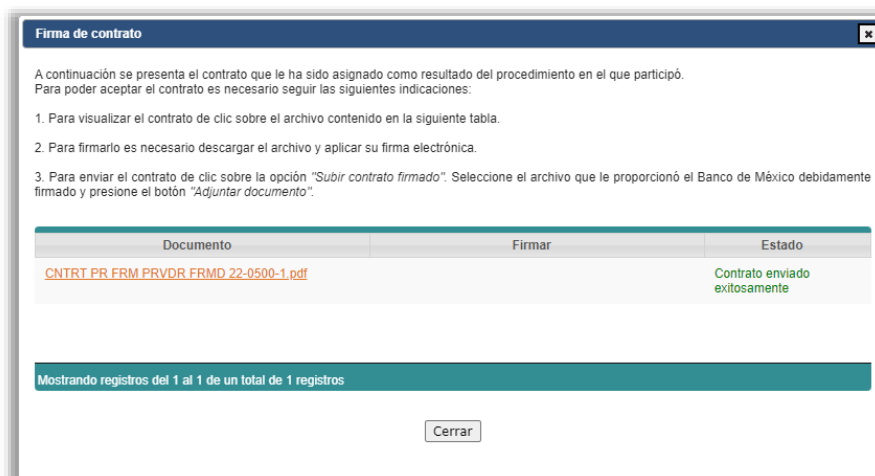 Firma de contrato
A continuación se presenta el contrato que le ha sido asignado como resultado del procedimiento en el que participó.
Para poder aceptar el contrato es necesario seguir las siguientes indicaciones:
1. Para visualizar el contrato de clic sobre el archivo contenido en la siguiente tabla.
2. Para firmarlo es necesario descargar el archivo y aplicar su firma electrónica.
3. Para enviar el contrato de clic sobre la opción "Subir contrato firmado". Seleccione el archivo que le proporcionó el Banco de México debidamente
firmado y presione el botón "Adjuntar documento".
Documento Firmar Estado
CNTRT PR FRM PRVDR FRMD 22-0500-1.pdf Contrato enviado
exitosamente
Mostrando registros del 1 al 1 de un total de 1 registros
Cerrar